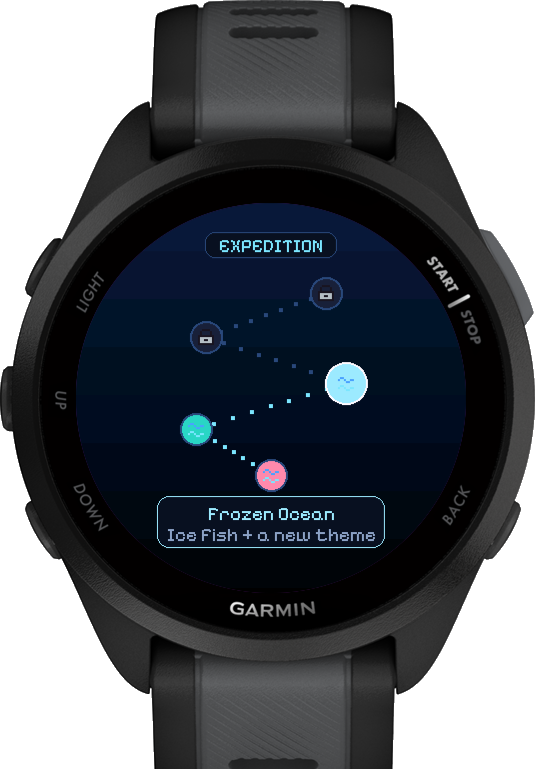 EXPEDITION
LIGHT
START
STOP
UP
DOWN
BACK
Frozen Ocean
Ice Fish + a new theme
GARMIN